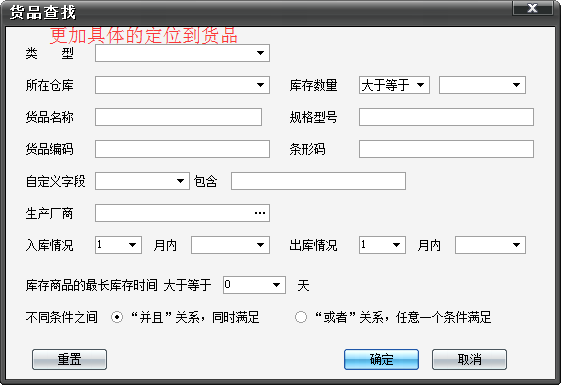 货品查找
更加具体的定位到货品
类 型
所在仓库 库存数量 大于等于
货品名称 规格型号
货品编码 条形码
自定义字段 包含
生产厂商 ...
入库情况 1 月内 出库情况 1 月内
库存商品的最长库存时间 大于等于 0 天
不同条件之间 “并且”关系，同时满足 “或者”关系，任意一个条件满足
重置 确定 取消